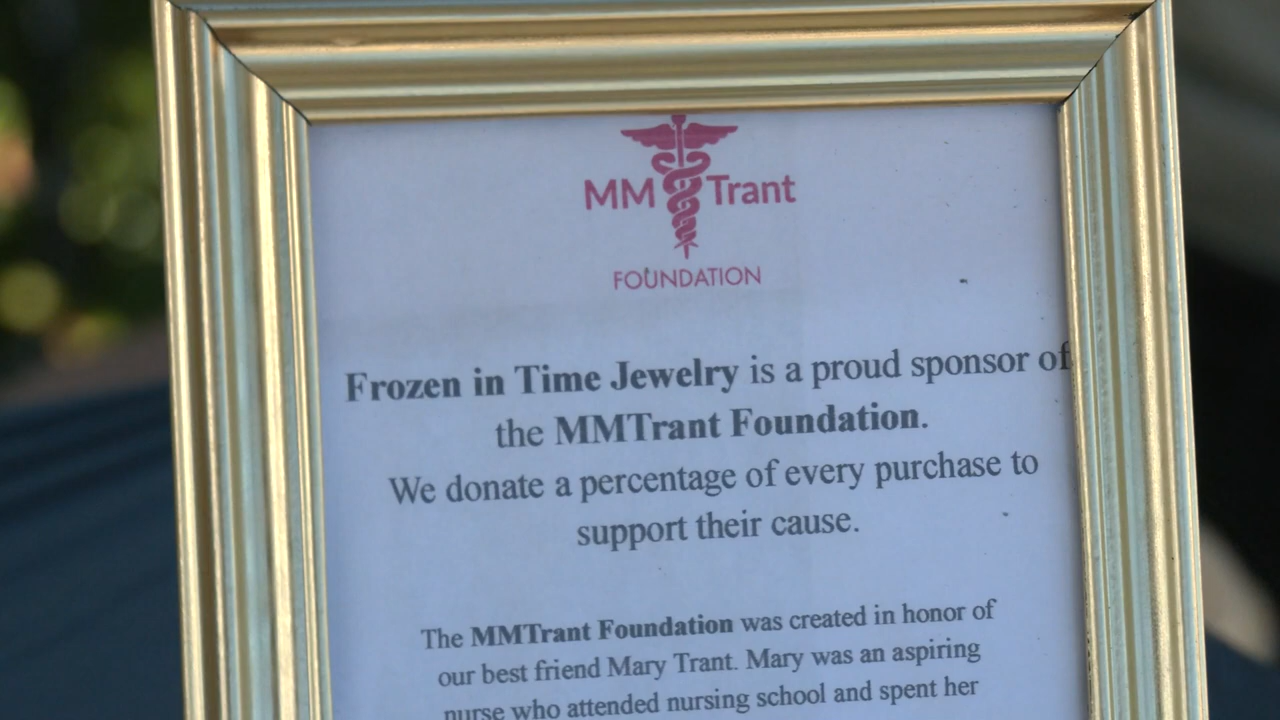 MM Trant
FOUNDATION
Frozen in Time Jewelry is a proud sponsor of
the MMTrant Foundation.
We donate a percentage of every purchase to
support their cause.
The MMTrant Foundation was created in honor of
our best friend Mary Trant. Mary was an aspiring
nurse who attended nursing school and spent her